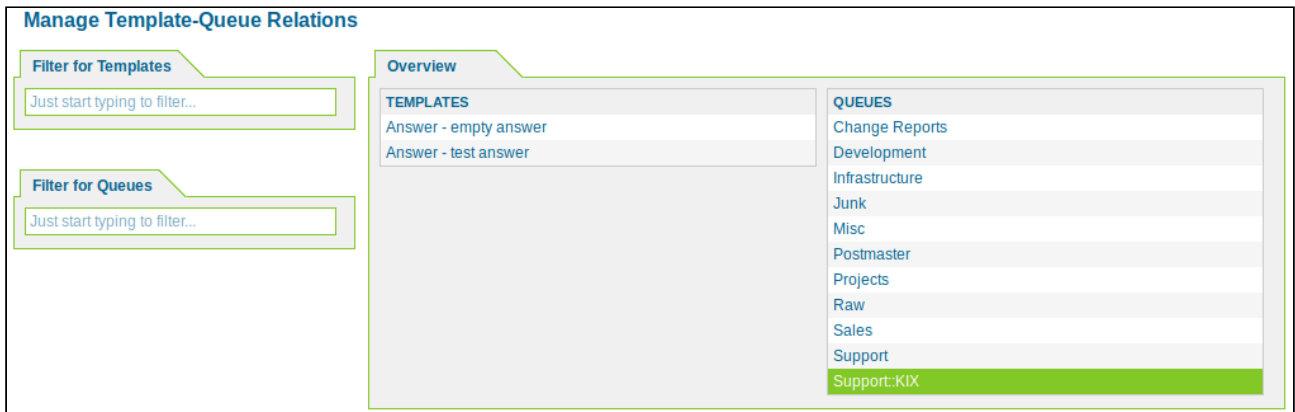 Manage Template-Queue Relations
Filter for Templates
Just start typing to filter...
Filter for Queues
Just start typing to filter...
Overview
TEMPLATES
Answer - empty answer
Answer - test answer
QUEUES
Change Reports
Development
Infrastructure
Junk
Misc
Postmaster
Projects
Raw
Sales
Support
Support::KIX